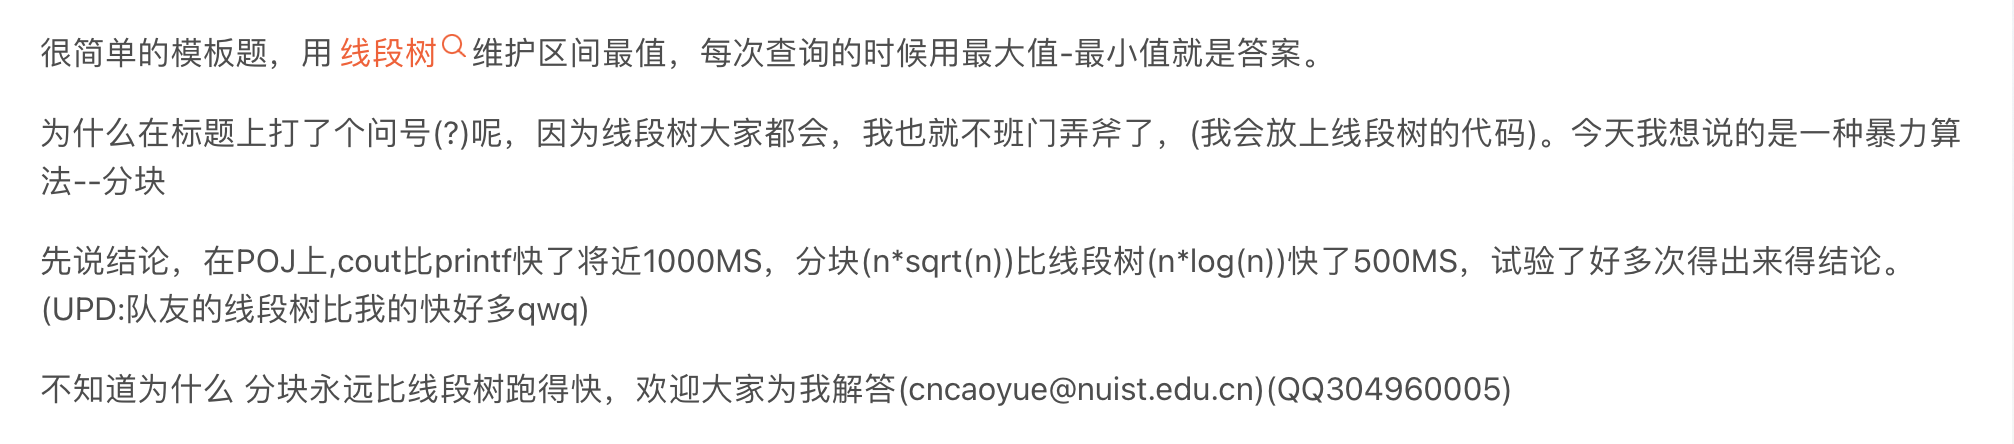 很简单的模板题，用 线段树 维护区间最值，每次查询的时候用最大值-最小值就是答案。
为什么在标题上打了个问号(?)呢，因为线段树大家都会，我也就不班门弄斧了，(我会放上线段树的代码)。今天我想说的是一种暴力算
法--分块
先说结论，在POJ上,cout比printf快了将近1000MS，分块(n*sqrt(n))比线段树(n*log(n))快了500MS，试验了好多次得出来得结论。
(UPD:队友的线段树比我的快好多qwq)
不知道为什么 分块永远比线段树跑得快，欢迎大家为我解答(cncaoyue@nuist.edu.cn)(QQ304960005)